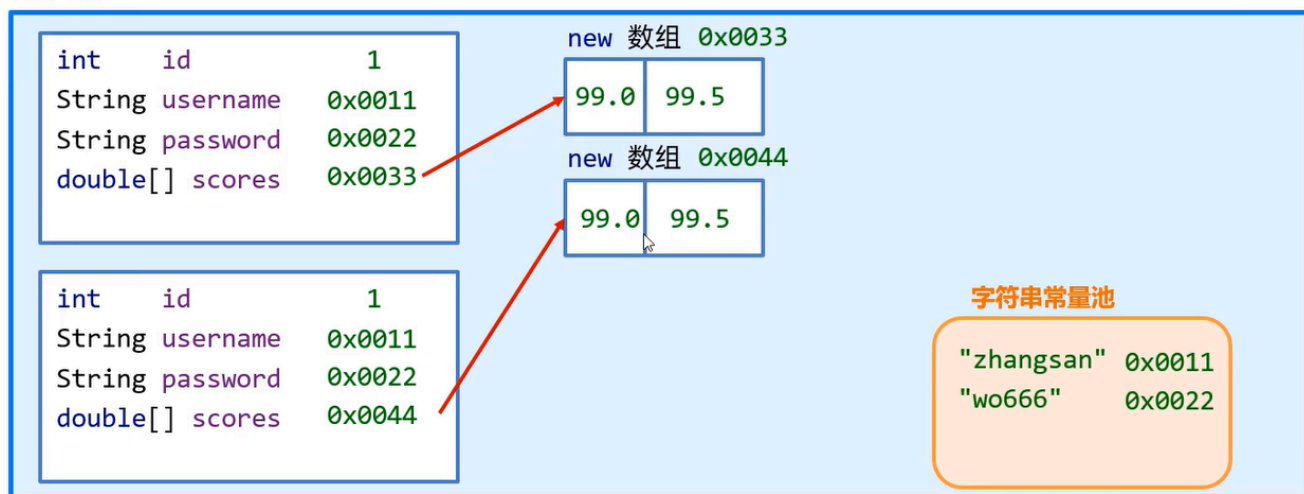 int id 1
String username 0x0011
String password 0x0022
double[] scores 0x0033
new 数组 0x0033
99.0 99.5
new 数组 0x0044
99.0 99.5
int id 1
String username 0x0011
String password 0x0022
double[] scores 0x0044
字符串常量池
"zhangsan" 0x0011
"wo666" 0x0022